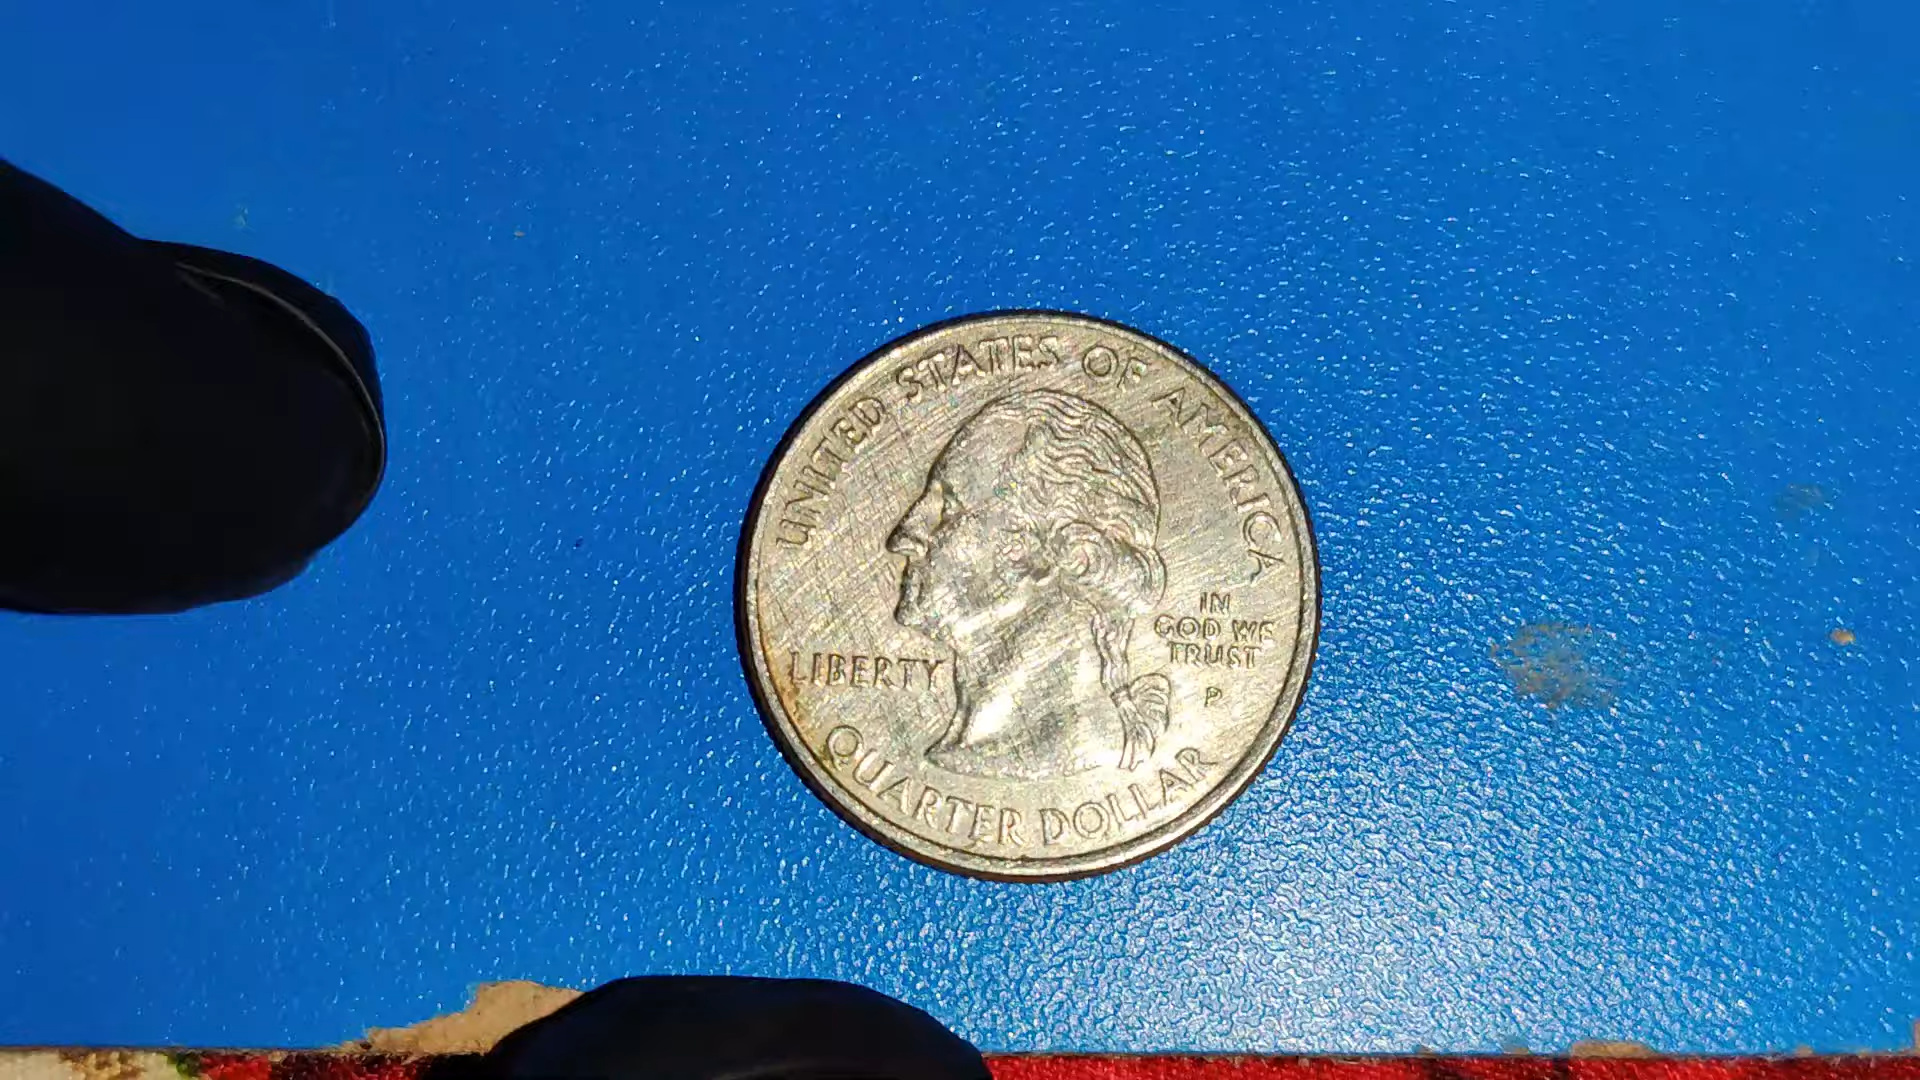 UNITED STATES OF AMERICA
LIBERTY
IN
GOD WE
TRUST
P
QUARTER DOLLAR